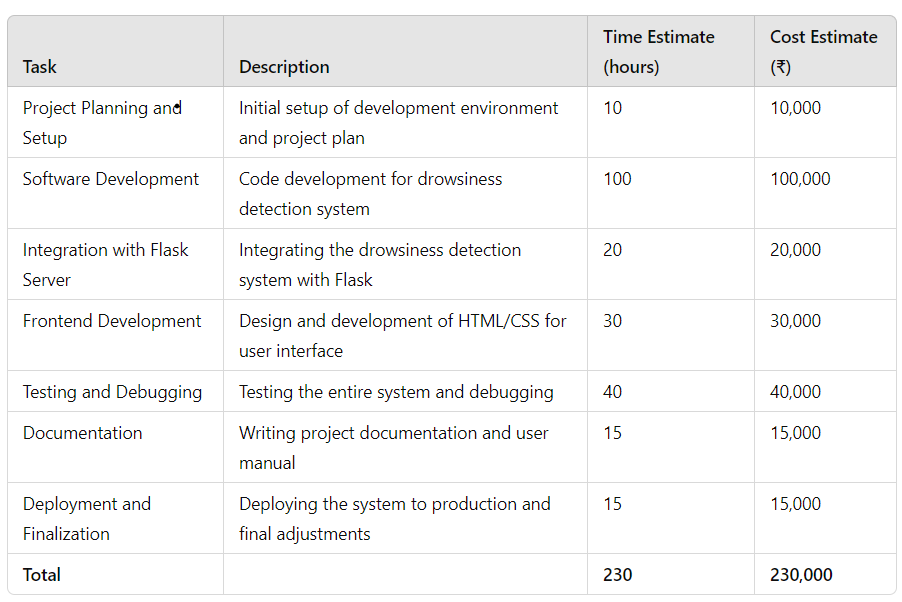 Task Description Time Estimate (hours) Cost Estimate (₹)
Project Planning and Setup Initial setup of development environment and project plan 10 10,000
Software Development Code development for drowsiness detection system 100 100,000
Integration with Flask Server Integrating the drowsiness detection system with Flask 20 20,000
Frontend Development Design and development of HTML/CSS for user interface 30 30,000
Testing and Debugging Testing the entire system and debugging 40 40,000
Documentation Writing project documentation and user manual 15 15,000
Deployment and Finalization Deploying the system to production and final adjustments 15 15,000
Total 230 230,000